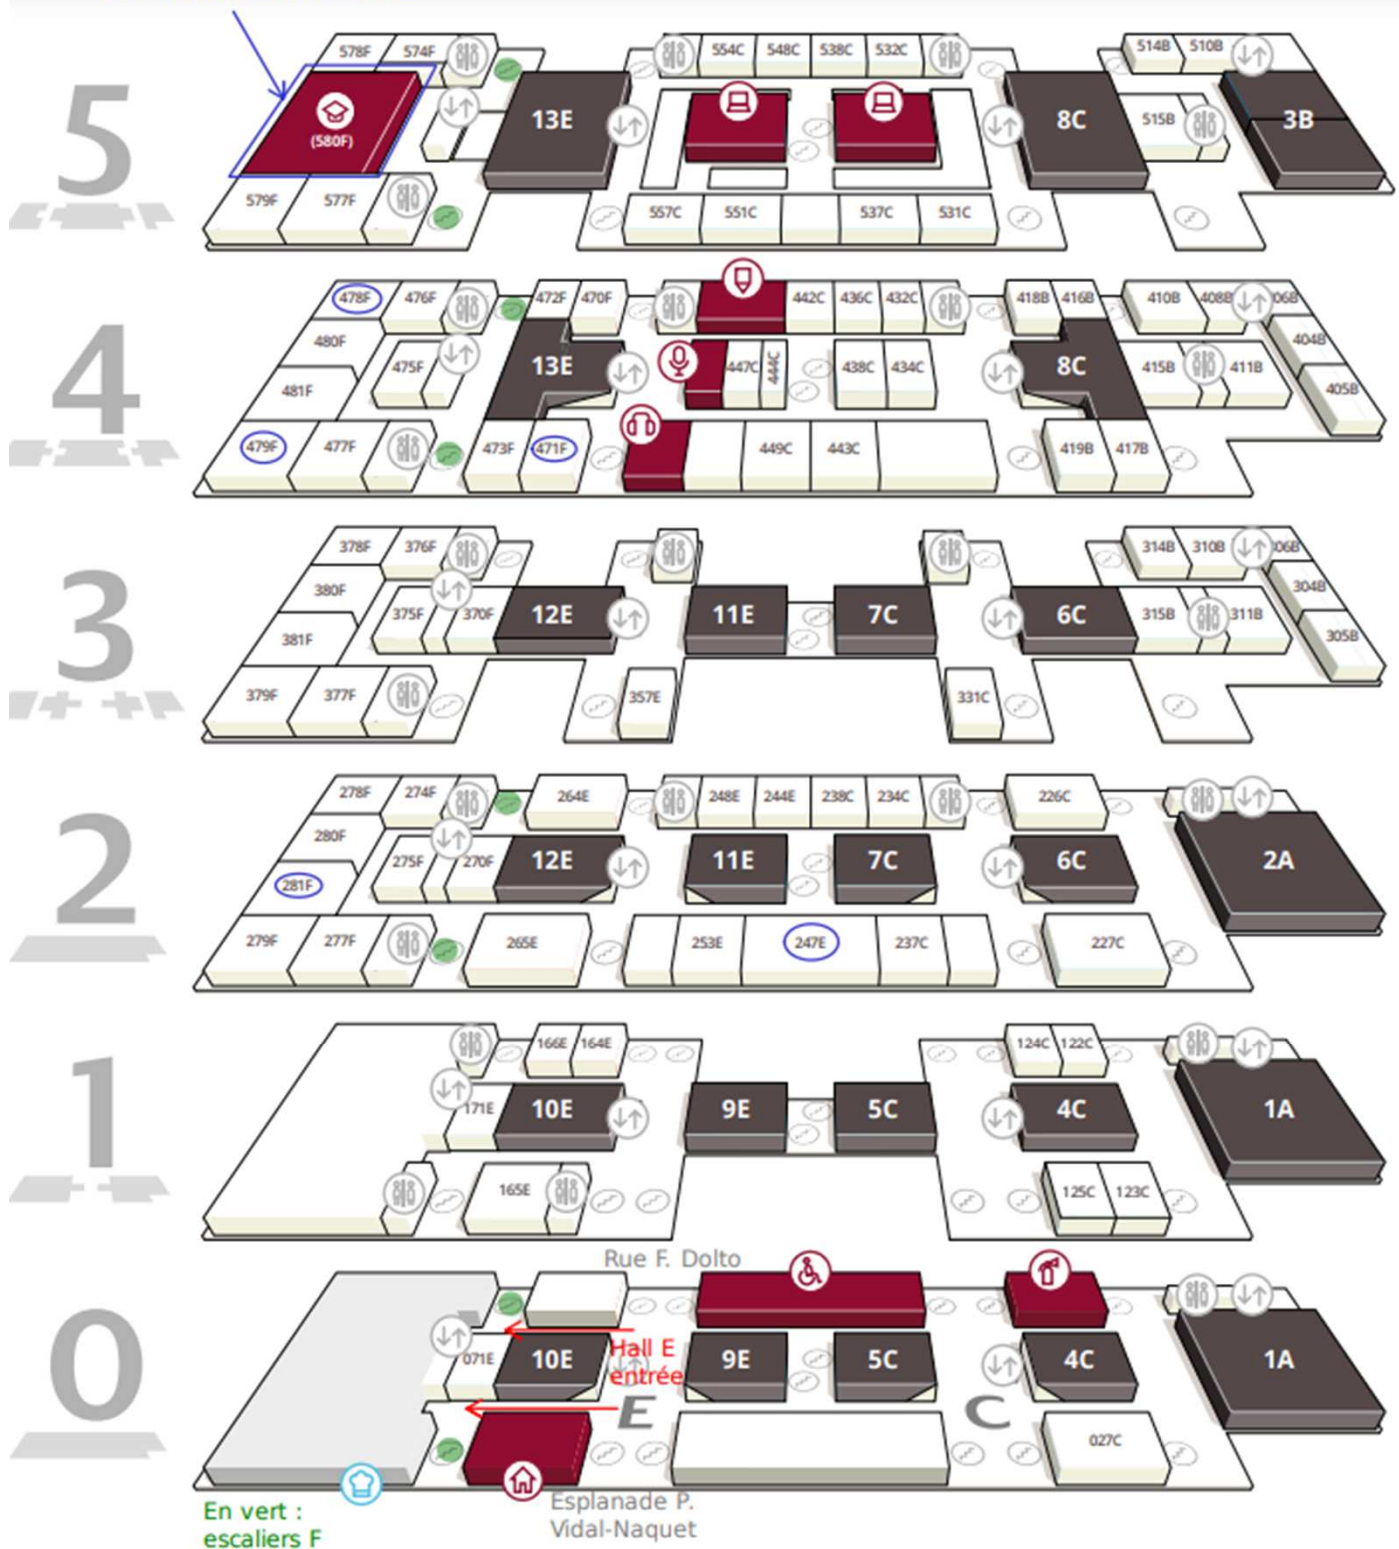 5
578F 574F 554C 548C 538C 532C 514B 510B
(580F) 13E 8C 515B 3B
579F 577F 557C 551C 537C 531C
4
478F 476F 472F 470F 442C 436C 432C 418B 416B 410B 408B 06B
480F 475F 13E 447C 444C 438C 434C 8C 415B 411B 404B
481F 405B
479F 477F 473F 471F 449C 443C 419B 417B
3
378F 376F 314B 310B 306B
380F 375F 370F 12E 11E 7C 6C 315B 311B 304B
381F 305B
379F 377F 357E 331C
2
278F 274F 264E 248E 244E 238C 234C 226C
280F 275F 270F 12E 11E 7C 6C 2A
281F
279F 277F 265E 253E 247E 237C 227C
1
166E 164E 124C 122C
171E 10E 9E 5C 4C 1A
165E 125C 123C
Rue F. Dolto
0
071E 10E Hall E 9E 5C 4C 1A
entrée
E C
027C
En vert :
escaliers F
Esplanade P.
Vidal-Naquet